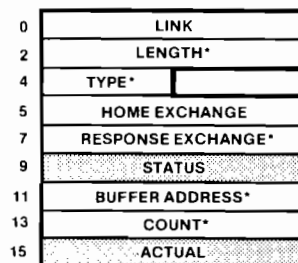 0 LINK
2 LENGTH*
4 TYPE*
5 HOME EXCHANGE
7 RESPONSE EXCHANGE*
9 STATUS
11 BUFFER ADDRESS*
13 COUNT*
15 ACTUAL